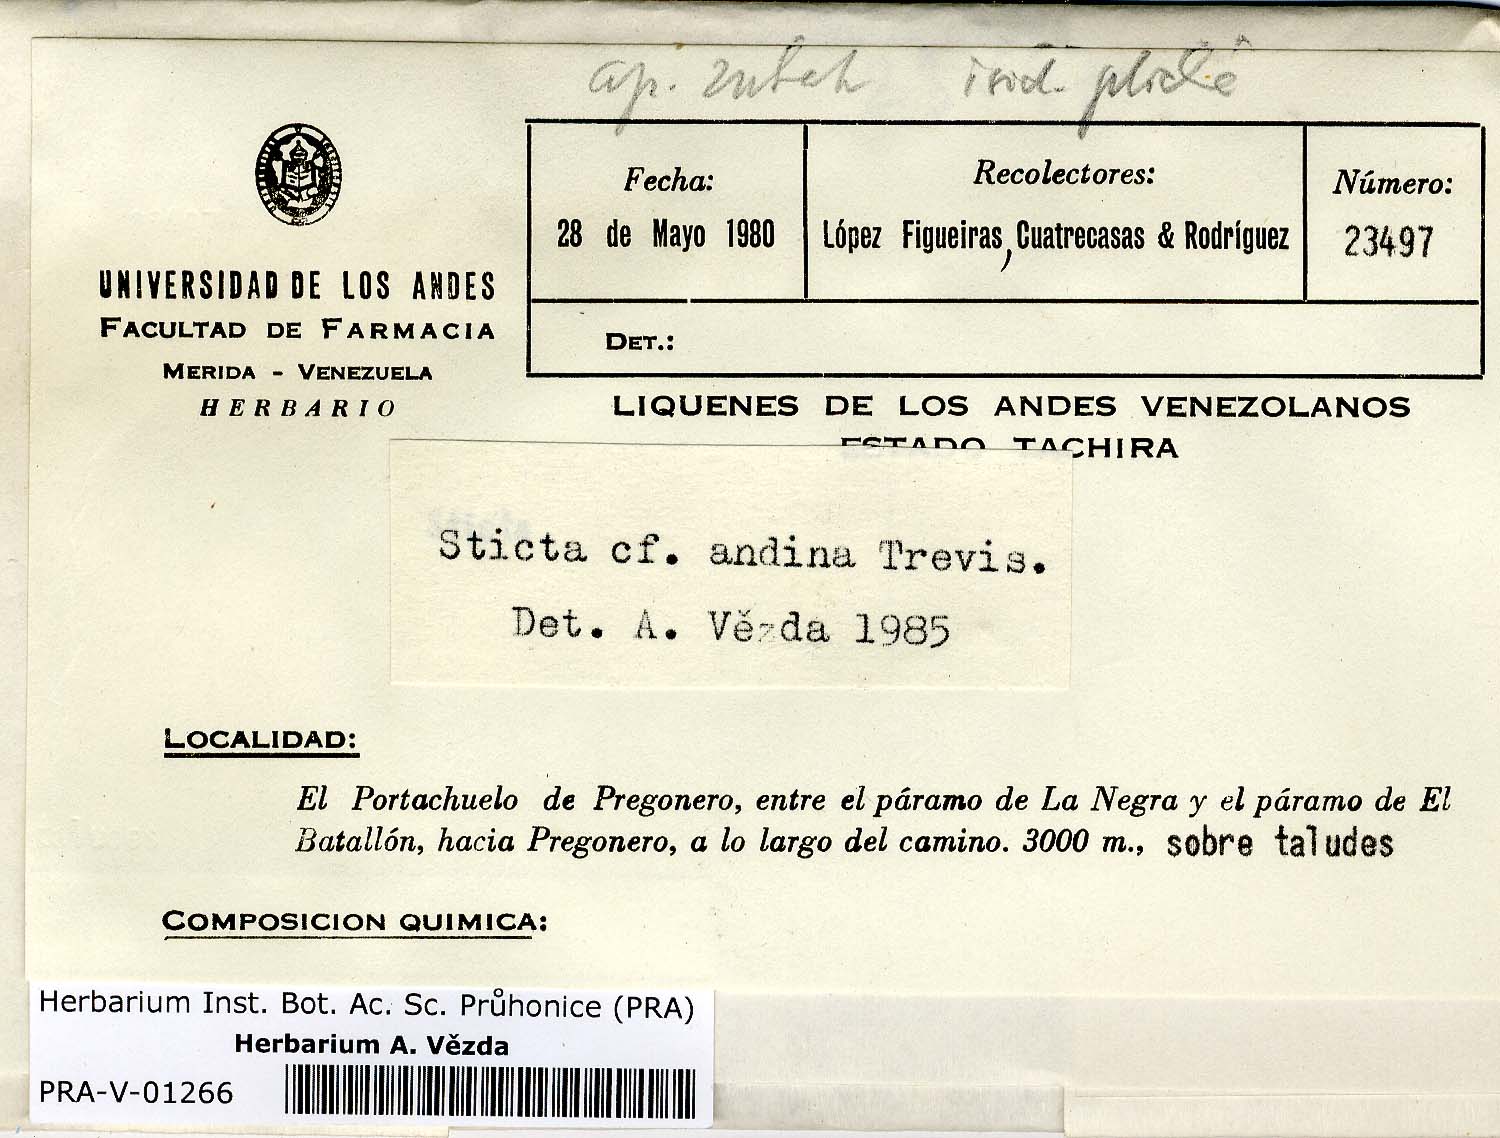 UNIVERSIDAD DE LOS ANDES
FACULTAD DE FARMACIA
MERIDA - VENEZUELA
HERBARIO
Fecha:
28 de Mayo 1980
Recolectores:
López Figueiras, Cuatrecasas & Rodríguez
Número:
23497
DET.:
LIQUENES DE LOS ANDES VENEZOLANOS
ESTADO TACHIRA
Sticta cf. andina Trevis.
Det. A. Vězda 1985
LOCALIDAD:
El Portachuelo de Pregonero, entre el páramo de La Negra y el páramo de El
Batallón, hacia Pregonero, a lo largo del camino. 3000 m., sobre taludes
COMPOSICION QUIMICA:
Herbarium Inst. Bot. Ac. Sc. Průhonice (PRA)
Herbarium A. Vězda
PRA-V-01266